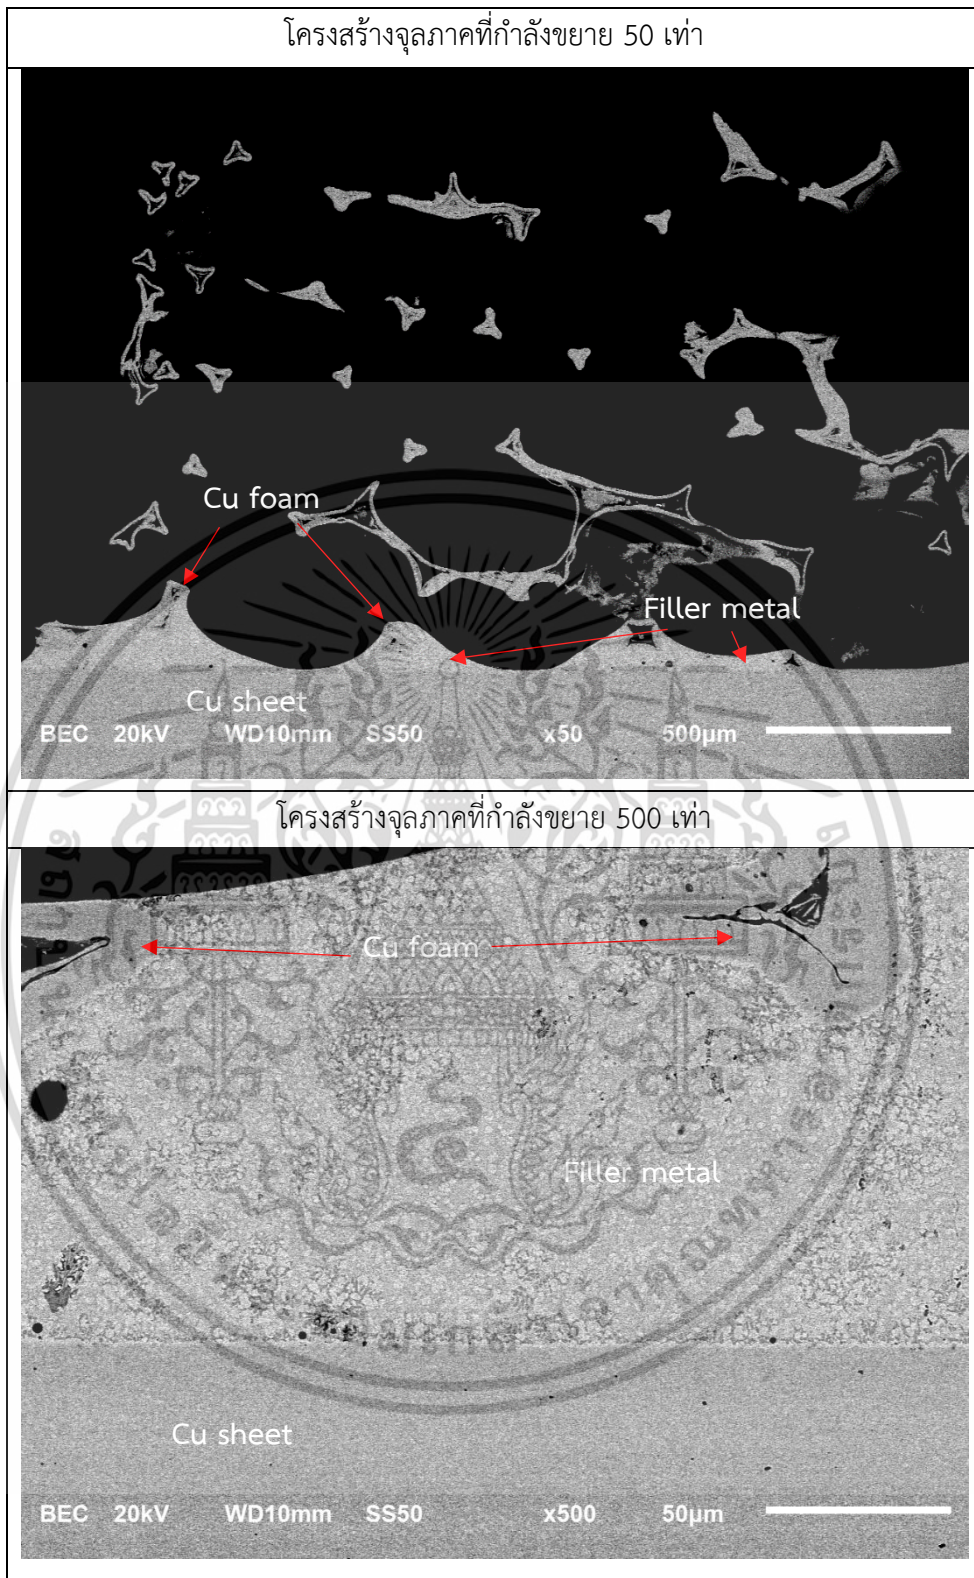 โครงสร้างจุลภาคที่กำลังขยาย 50 เท่า
Cu foam
Filler metal
Cu sheet
BEC 20kV WD10mm SS50 x50 500µm
โครงสร้างจุลภาคที่กำลังขยาย 500 เท่า
Cu foam
Filler metal
Cu sheet
BEC 20kV WD10mm SS50 x500 50µm